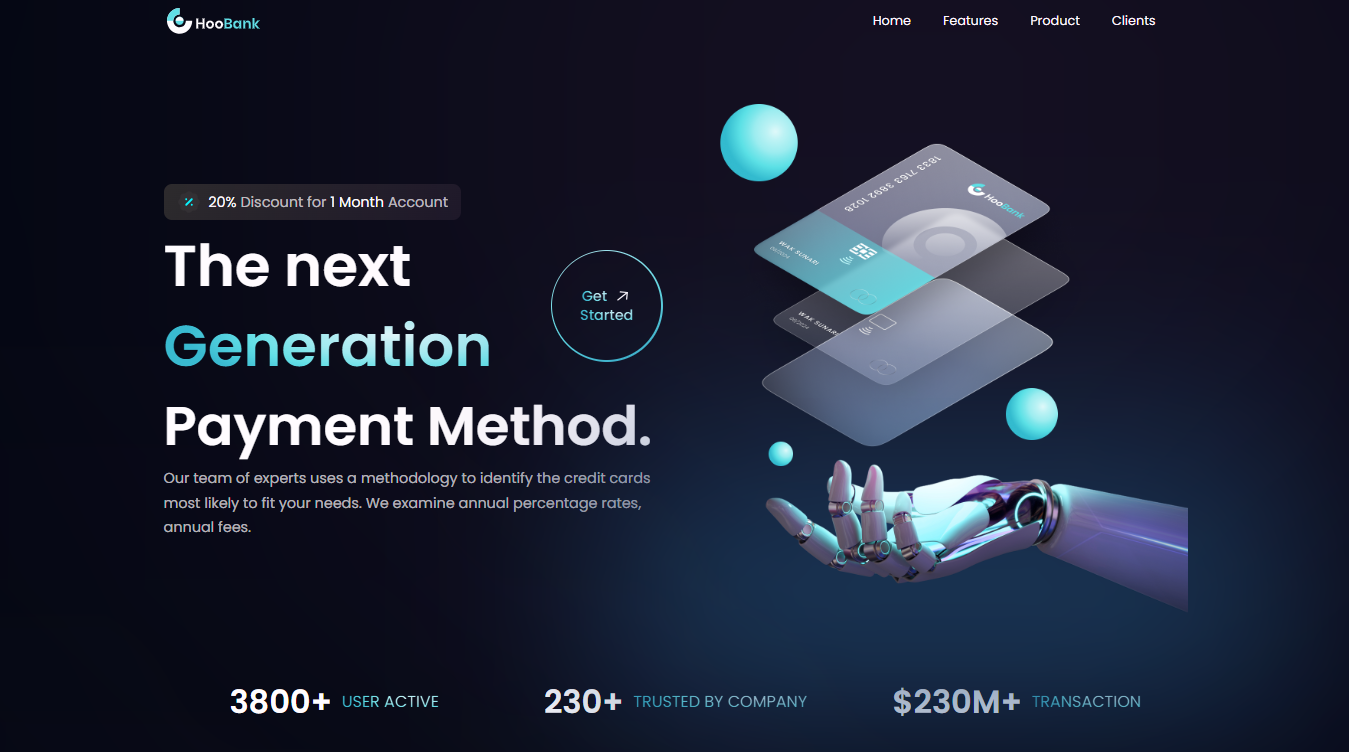 HooBank
Home Features Product Clients
20% Discount for 1 Month Account
The next
Generation
Payment Method.
Get
Started
Our team of experts uses a methodology to identify the credit cards
most likely to fit your needs. We examine annual percentage rates,
annual fees.
1833 7163 3892 1028
HooBank
WAK SUNARI
WAK SUNARI
3800+ USER ACTIVE
230+ TRUSTED BY COMPANY
$230M+ TRANSACTION